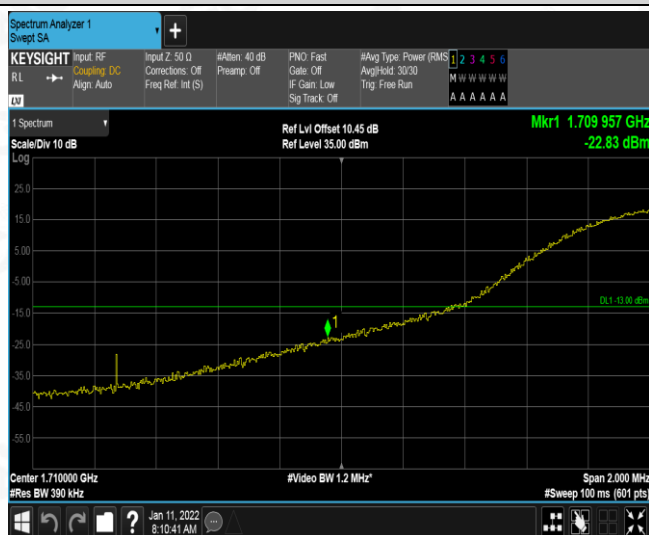 Spectrum Analyzer 1
Swept SA
+
KEYSIGHT
RL
LXI
Input: RF
Coupling: DC
Align: Auto
Input Z: 50 Ω
Corrections: Off
Freq Ref: Int (S)
#Atten: 40 dB
Preamp: Off
PNO: Fast
Gate: Off
IF Gain: Low
Sig Track: Off
#Avg Type: Power (RMS
Avg|Hold: 30/30
Trig: Free Run
1 2 3 4 5 6
M W W W W W
A A A A A A
1 Spectrum
Scale/Div 10 dB
Ref Lvl Offset 10.45 dB
Ref Level 35.00 dBm
Mkr1 1.709 957 GHz
-22.83 dBm
Log
25.0
15.0
5.00
-5.00
-15.0
-25.0
-35.0
-45.0
-55.0
DL1 -13.00 dBm
1
Center 1.710000 GHz
#Res BW 390 kHz
#Video BW 1.2 MHz*
Span 2.000 MHz
#Sweep 100 ms (601 pts)
?
Jan 11, 2022
8:10:41 AM